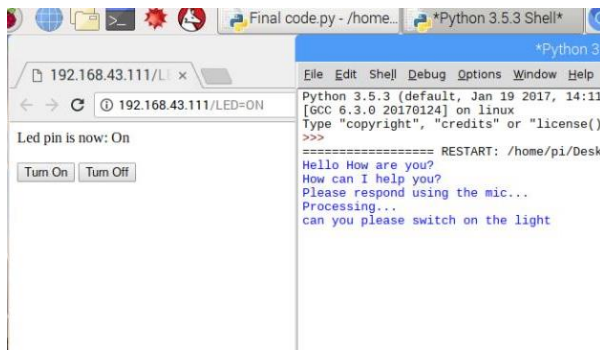 Final code.py - /home...
*Python 3.5.3 Shell*
*Python 3
192.168.43.111/L
192.168.43.111/LED=ON
Led pin is now: On
Turn On
Turn Off
File Edit Shell Debug Options Window Help
Python 3.5.3 (default, Jan 19 2017, 14:11
[GCC 6.3.0 20170124] on linux
Type "copyright", "credits" or "license()
>>>
=================== RESTART: /home/pi/Desk
Hello How are you?
How can I help you?
Please respond using the mic...
Processing...
can you please switch on the light